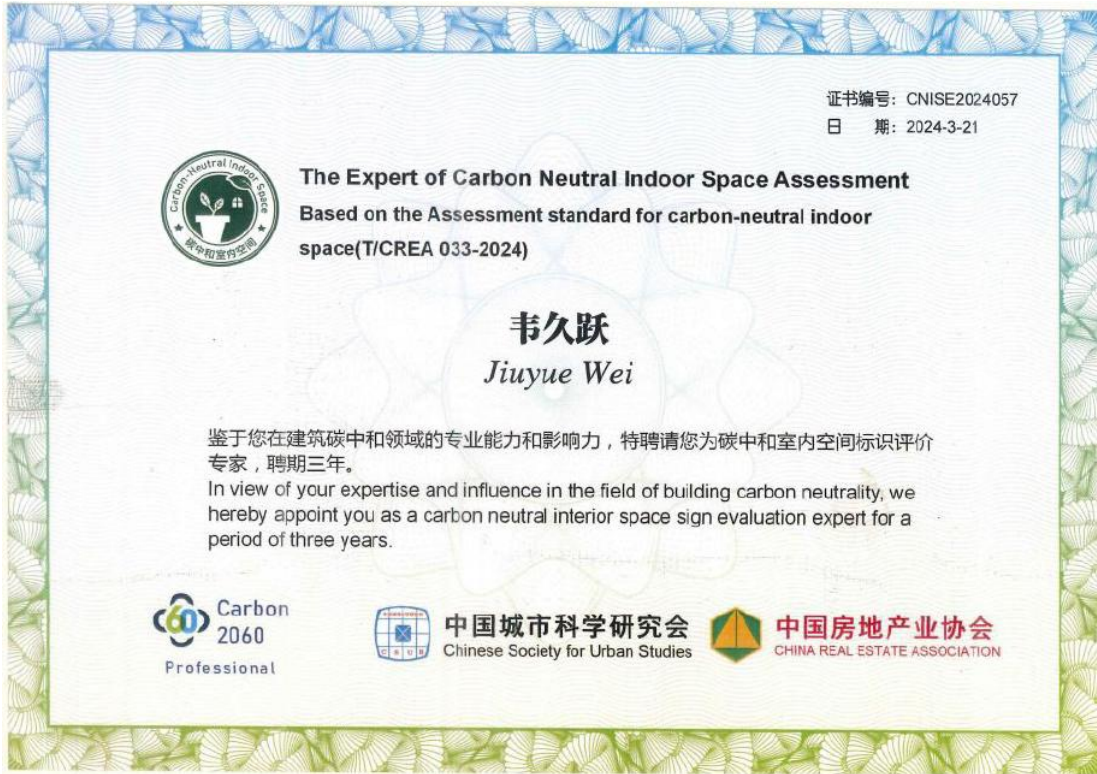 证书编号: CNISE2024057
日 期: 2024-3-21
Carbon-Neutral Indoor Space
碳中和室内空间
The Expert of Carbon Neutral Indoor Space Assessment
Based on the Assessment standard for carbon-neutral indoor
space(T/CREA 033-2024)
韦久跃
Jiuyue Wei
鉴于您在建筑碳中和领域的专业能力和影响力，特聘请您为碳中和室内空间标识评价
专家，聘期三年。
In view of your expertise and influence in the field of building carbon neutrality, we
hereby appoint you as a carbon neutral interior space sign evaluation expert for a
period of three years.
60
Carbon
2060
Professional
中国城市科学研究会
Chinese Society for Urban Studies
中国房地产业协会
CHINA REAL ESTATE ASSOCIATION